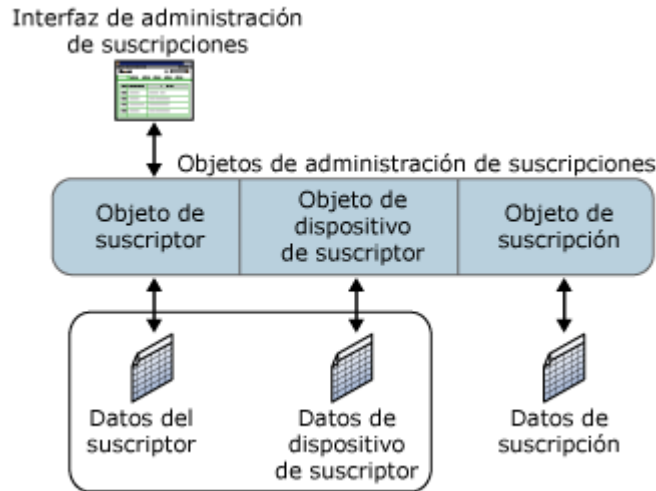 Interfaz de administración
de suscripciones
Objetos de administración de suscripciones
Objeto de
suscriptor
Objeto de
dispositivo
de suscriptor
Objeto de
suscripción
Datos del
suscriptor
Datos de
dispositivo
de suscriptor
Datos de
suscripción